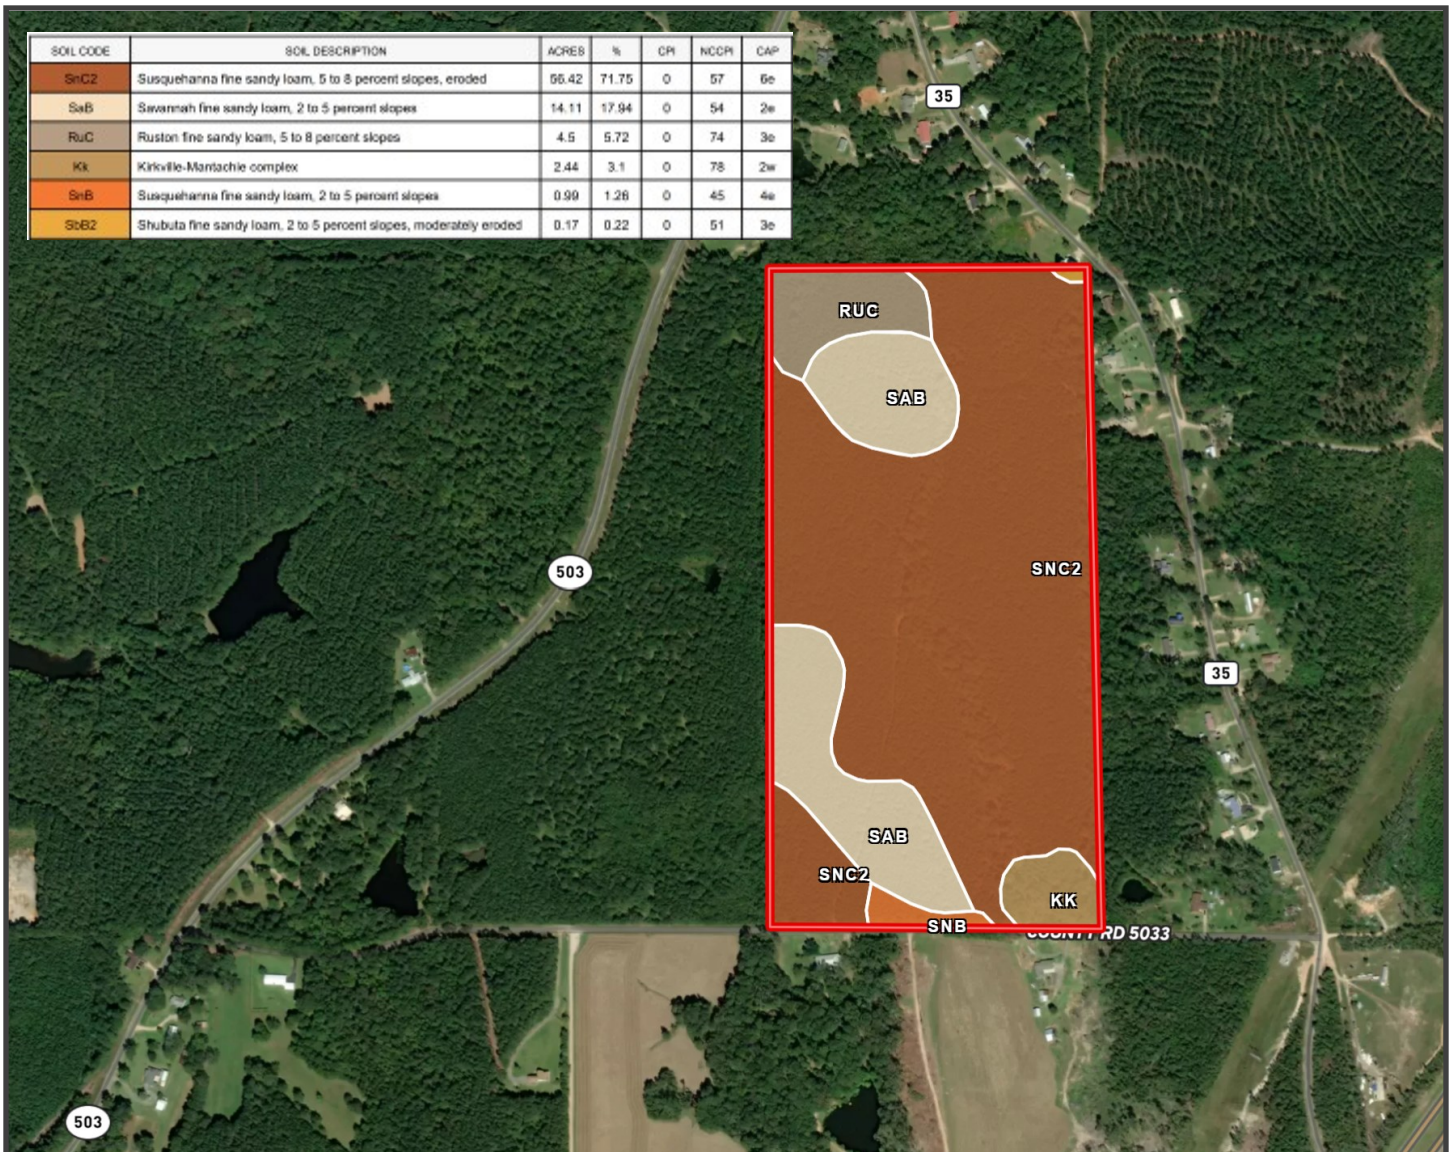 SOIL CODE SOIL DESCRIPTION ACRES % CPI NCCPI CAP
SnC2 Susquehanna fine sandy loam, 5 to 8 percent slopes, eroded 56.42 71.75 0 57 6e
SaB Savannah fine sandy loam, 2 to 5 percent slopes 14.11 17.94 0 54 2e
RuC Ruston fine sandy loam, 5 to 8 percent slopes 4.5 5.72 0 74 3e
Kk Kirkville-Mantachie complex 2.44 3.1 0 78 2w
SnB Susquehanna fine sandy loam, 2 to 5 percent slopes 0.99 1.26 0 45 4e
SbB2 Shubuta fine sandy loam, 2 to 5 percent slopes, moderately eroded 0.17 0.22 0 51 3e
35
RUC
SAB
SNC2
503
35
SAB
SNC2
KK
SNB
COUNTY RD 5033
503